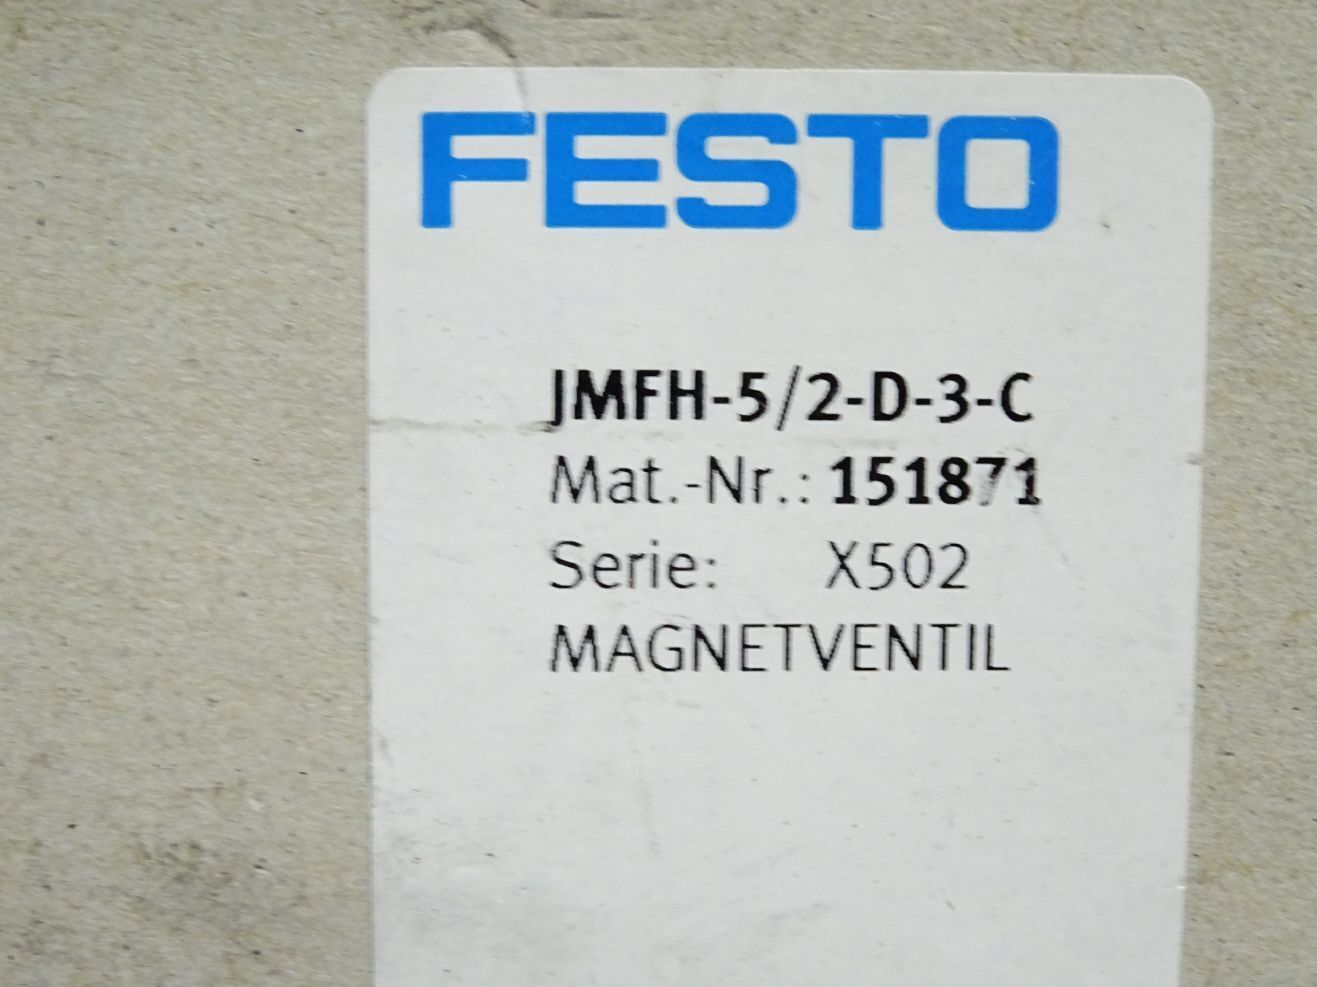 FESTO
JMFH-5/2-D-3-C
Mat.-Nr.: 151871
Serie: X502
MAGNETVENTIL